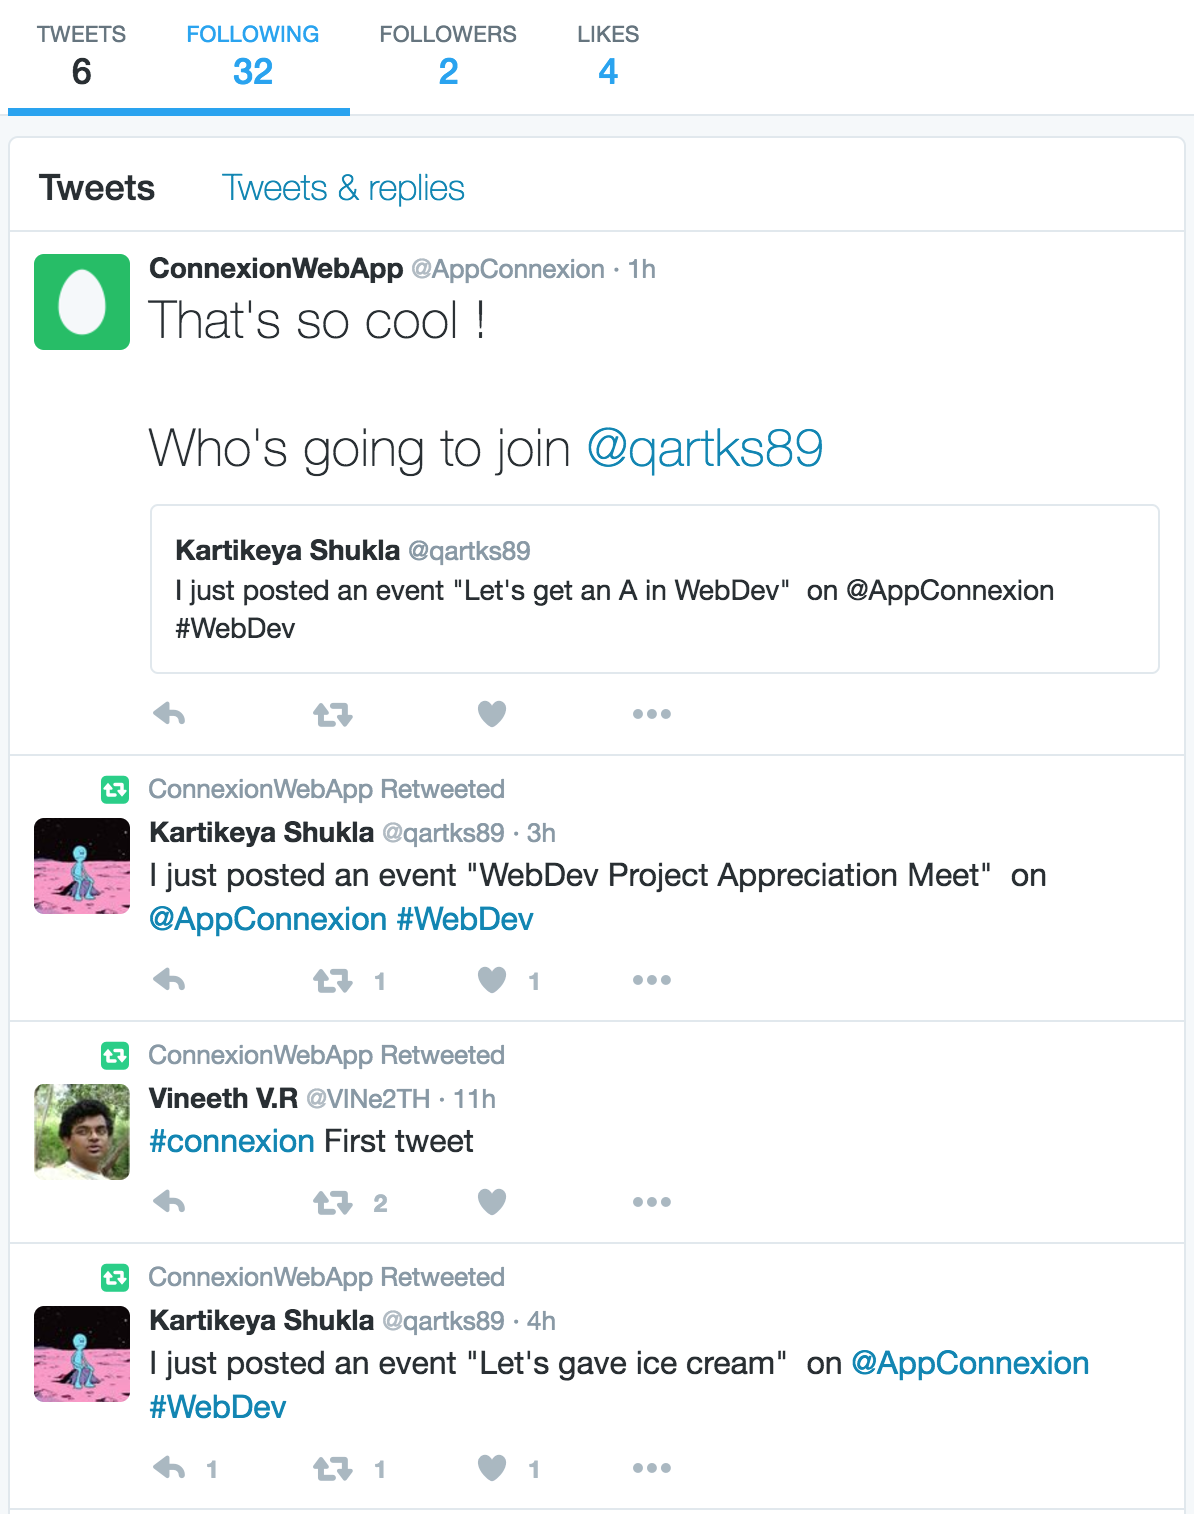 TWEETS FOLLOWING FOLLOWERS LIKES
6 32 2 4
Tweets Tweets & replies
ConnexionWebApp @AppConnexion · 1h
That's so cool !
Who's going to join @qartks89
Kartikeya Shukla @qartks89
I just posted an event "Let's get an A in WebDev"  on @AppConnexion
#WebDev
ConnexionWebApp Retweeted
Kartikeya Shukla @qartks89 · 3h
I just posted an event "WebDev Project Appreciation Meet"  on
@AppConnexion #WebDev
1 1
ConnexionWebApp Retweeted
Vineeth V.R @VINe2TH · 11h
#connexion First tweet
2
ConnexionWebApp Retweeted
Kartikeya Shukla @qartks89 · 4h
I just posted an event "Let's gave ice cream"  on @AppConnexion
#WebDev
1 1 1